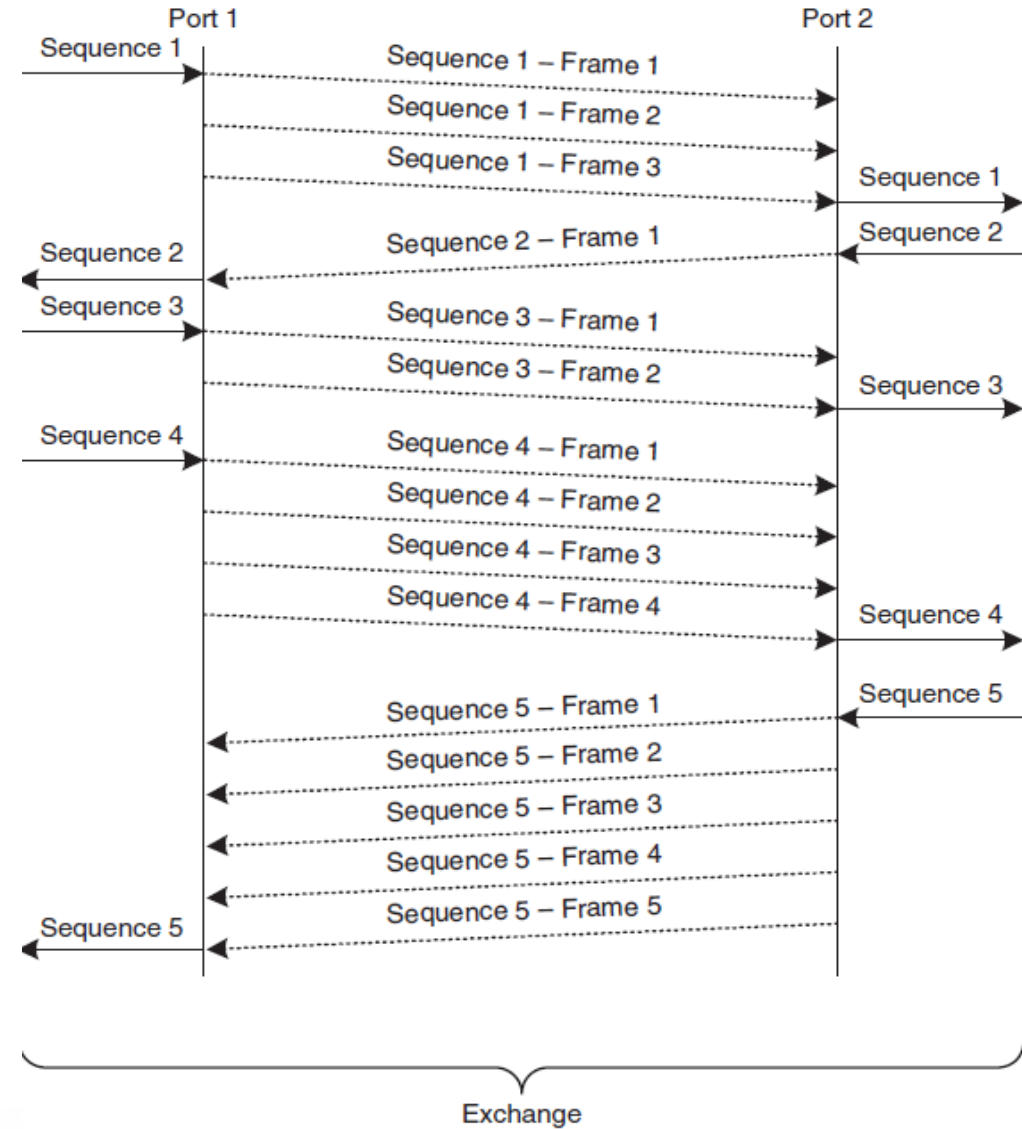 Port 1
Port 2
Sequence 1
Sequence 1 – Frame 1
Sequence 1 – Frame 2
Sequence 1 – Frame 3
Sequence 1
Sequence 2
Sequence 2 – Frame 1
Sequence 2
Sequence 3
Sequence 3 – Frame 1
Sequence 3 – Frame 2
Sequence 3
Sequence 4
Sequence 4 – Frame 1
Sequence 4 – Frame 2
Sequence 4 – Frame 3
Sequence 4 – Frame 4
Sequence 4
Sequence 5
Sequence 5 – Frame 1
Sequence 5 – Frame 2
Sequence 5 – Frame 3
Sequence 5 – Frame 4
Sequence 5 – Frame 5
Sequence 5
Exchange